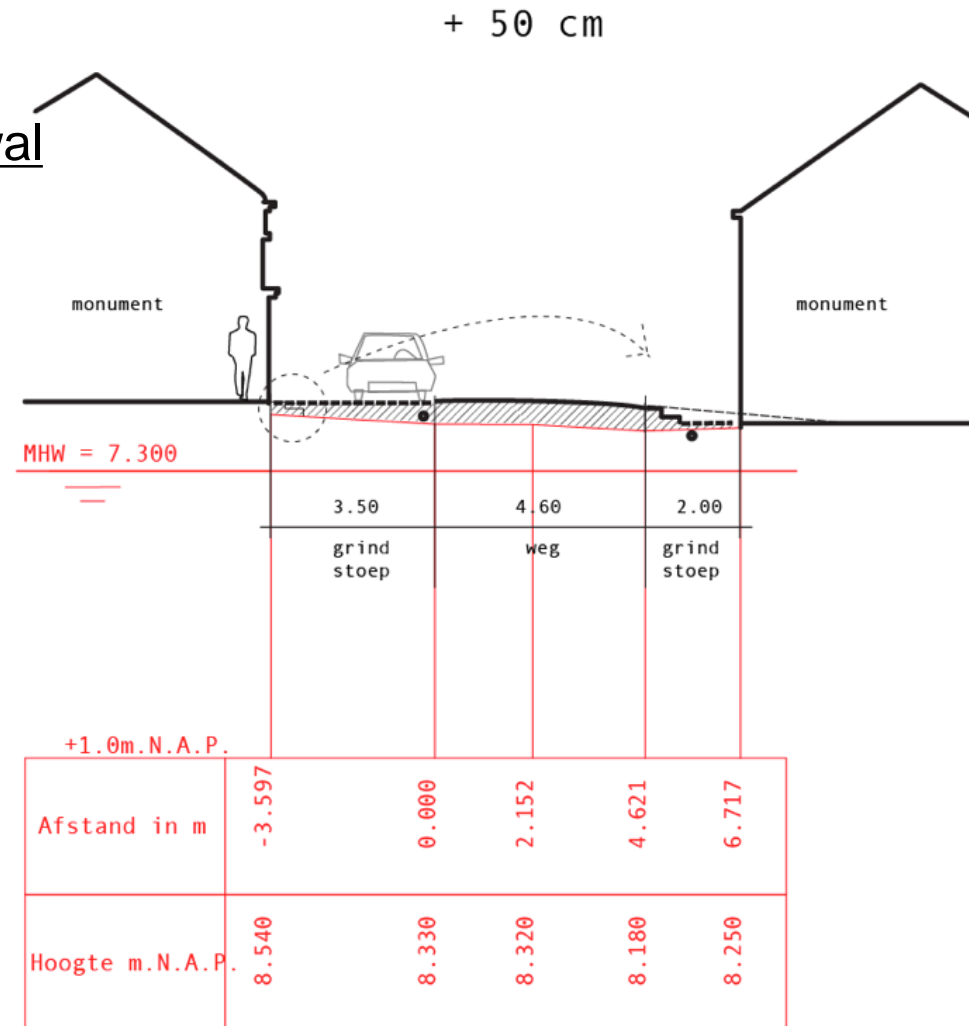 + 50 cm
val
monument
monument
MHW = 7.300
3.50
4.60
2.00
grind
stoep
weg
grind
stoep
+1.0m.N.A.P.
Afstand in m
-3.597
0.000
2.152
4.621
6.717
Hoogte m.N.A.P.
8.540
8.330
8.320
8.180
8.250